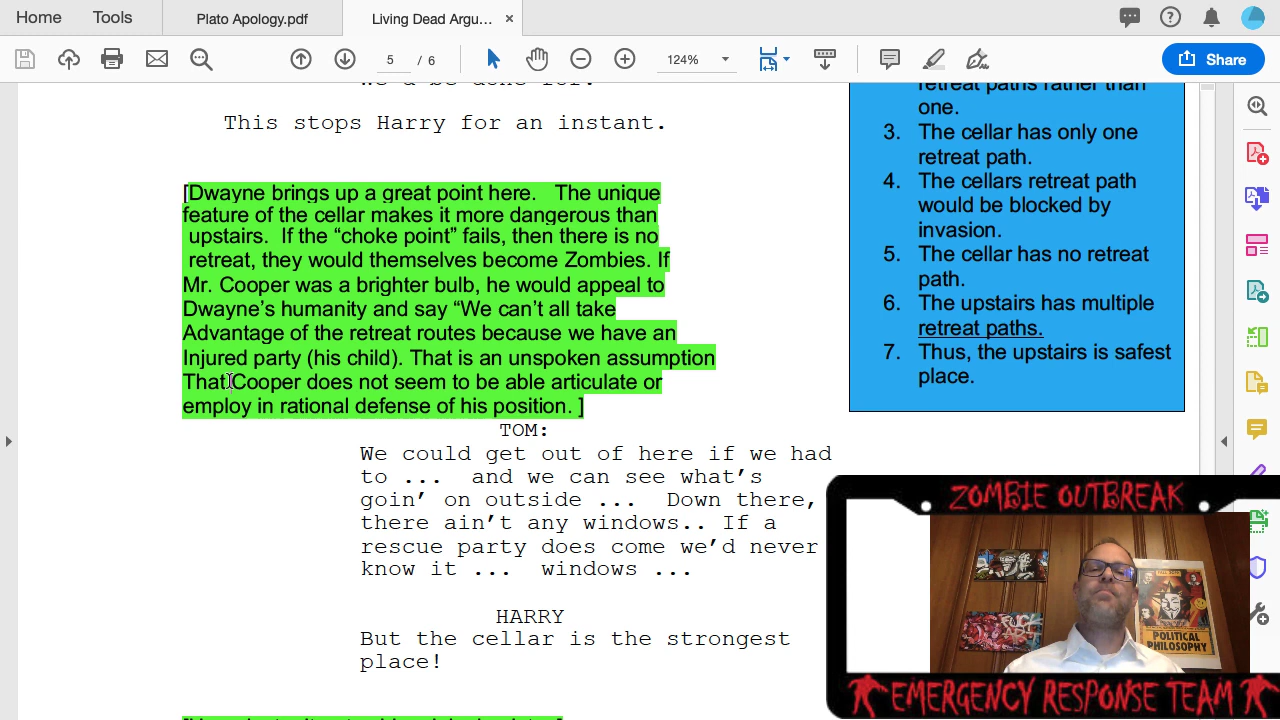 Home
Tools
Plato Apology.pdf
Living Dead Argu...
×
5 / 6
124%
Share
This stops Harry for an instant.
[Dwayne brings up a great point here. The unique
feature of the cellar makes it more dangerous than
upstairs. If the “choke point” fails, then there is no
retreat, they would themselves become Zombies. If
Mr. Cooper was a brighter bulb, he would appeal to
Dwayne’s humanity and say “We can’t all take
Advantage of the retreat routes because we have an
Injured party (his child). That is an unspoken assumption
That Cooper does not seem to be able articulate or
employ in rational defense of his position. ]
TOM:
We could get out of here if we had
to ... and we can see what’s
goin’ on outside ... Down there,
there ain’t any windows.. If a
rescue party does come we’d never
know it ... windows ...
HARRY
But the cellar is the strongest
place!
retreat paths rather than
one.
3. The cellar has only one
retreat path.
4. The cellars retreat path
would be blocked by
invasion.
5. The cellar has no retreat
path.
6. The upstairs has multiple
retreat paths.
7. Thus, the upstairs is safest
place.
ZOMBIE OUTBREAK
POLITICAL
PHILOSOPHY
EMERGENCY RESPONSE TEAM